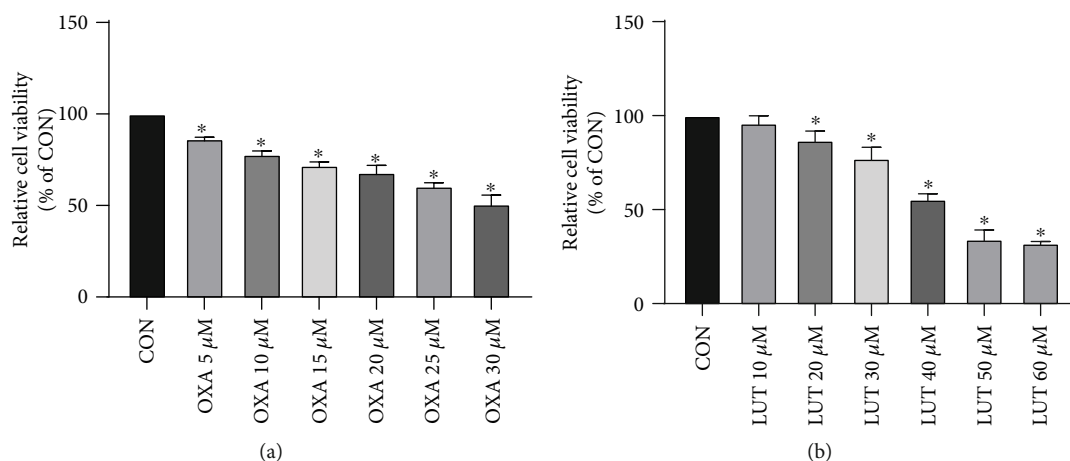 Relative cell viability
(% of CON)
150
100
50
0
*
*
*
*
*
*
CON
OXA 5 μM
OXA 10 μM
OXA 15 μM
OXA 20 μM
OXA 25 μM
OXA 30 μM
(a)
Relative cell viability
(% of CON)
150
100
50
0
*
*
*
*
*
CON
LUT 10 μM
LUT 20 μM
LUT 30 μM
LUT 40 μM
LUT 50 μM
LUT 60 μM
(b)